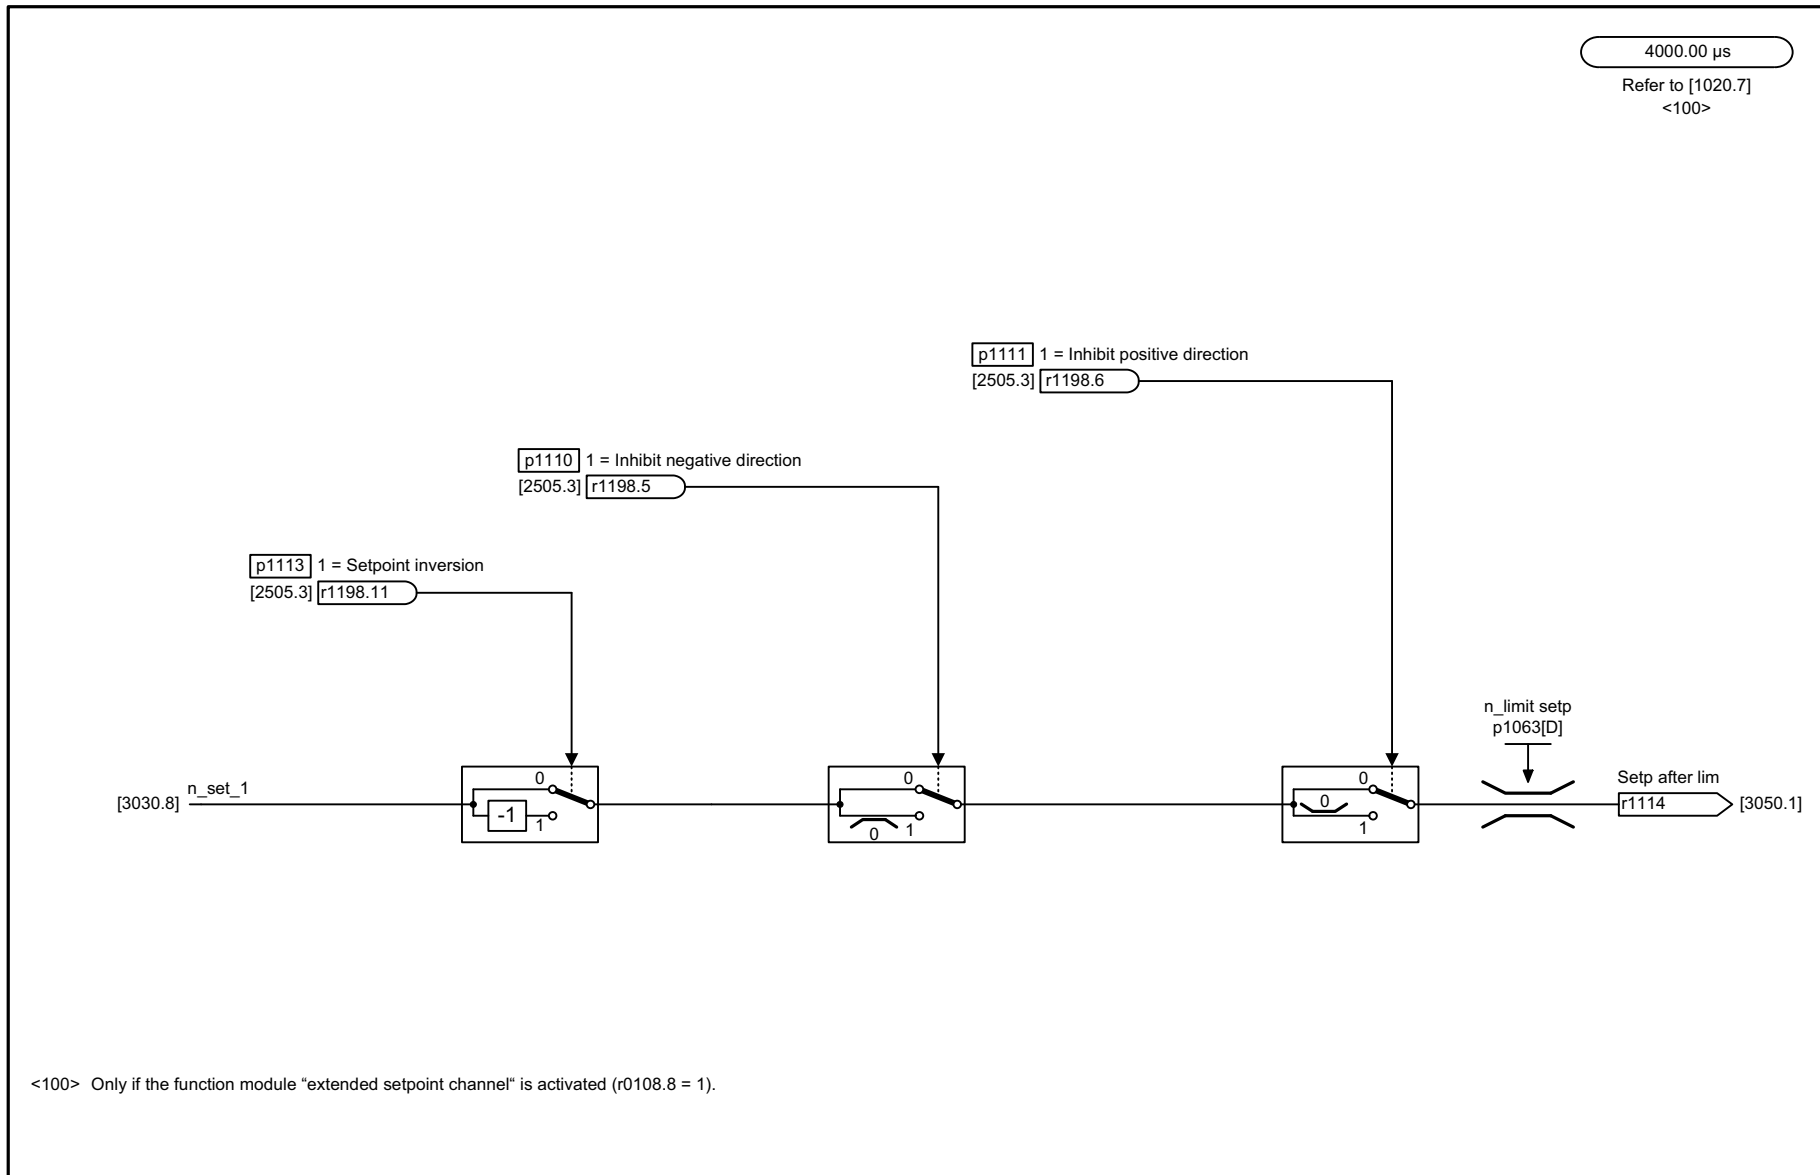 4000.00 µs
Refer to [1020.7]
<100>
p1111 1 = Inhibit positive direction
[2505.3] r1198.6
p1110 1 = Inhibit negative direction
[2505.3] r1198.5
p1113 1 = Setpoint inversion
[2505.3] r1198.11
n_limit setp
p1063[D]
[3030.8] n_set_1
0
-1
1
0
0
1
0
0
1
Setp after lim
r1114 [3050.1]
<100> Only if the function module “extended setpoint channel“ is activated (r0108.8 = 1).